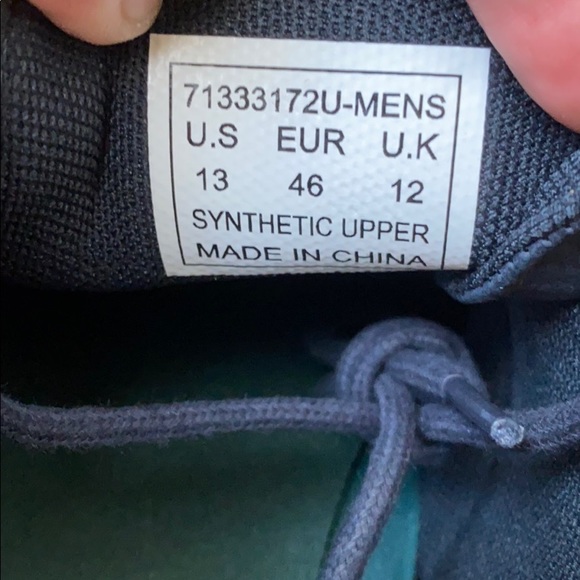 71333172U-MENS
U.S EUR U.K
13 46 12
SYNTHETIC UPPER
MADE IN CHINA